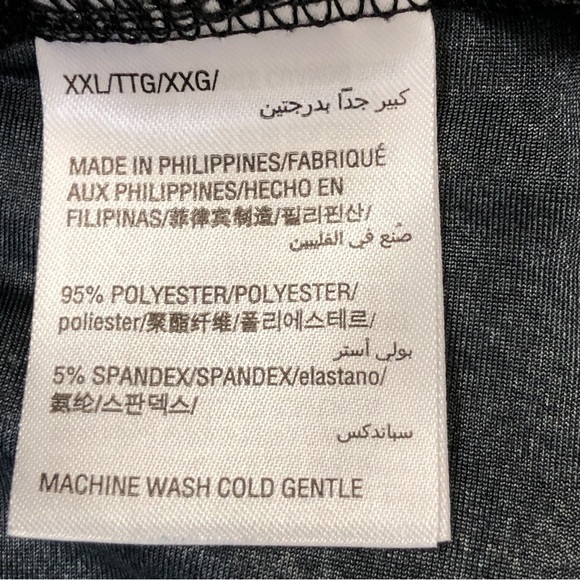 XXL/TTG/XXG/
كبير جدًا بدرجتين
MADE IN PHILIPPINES/FABRIQUÉ
AUX PHILIPPINES/HECHO EN
FILIPINAS/菲律宾制造/필리핀산/
صُنع في الفلبين
95% POLYESTER/POLYESTER/
poliester/聚酯纤维/폴리에스테르/
بولي أستر
5% SPANDEX/SPANDEX/elastano/
氨纶/스판덱스/
سباندكس
MACHINE WASH COLD GENTLE